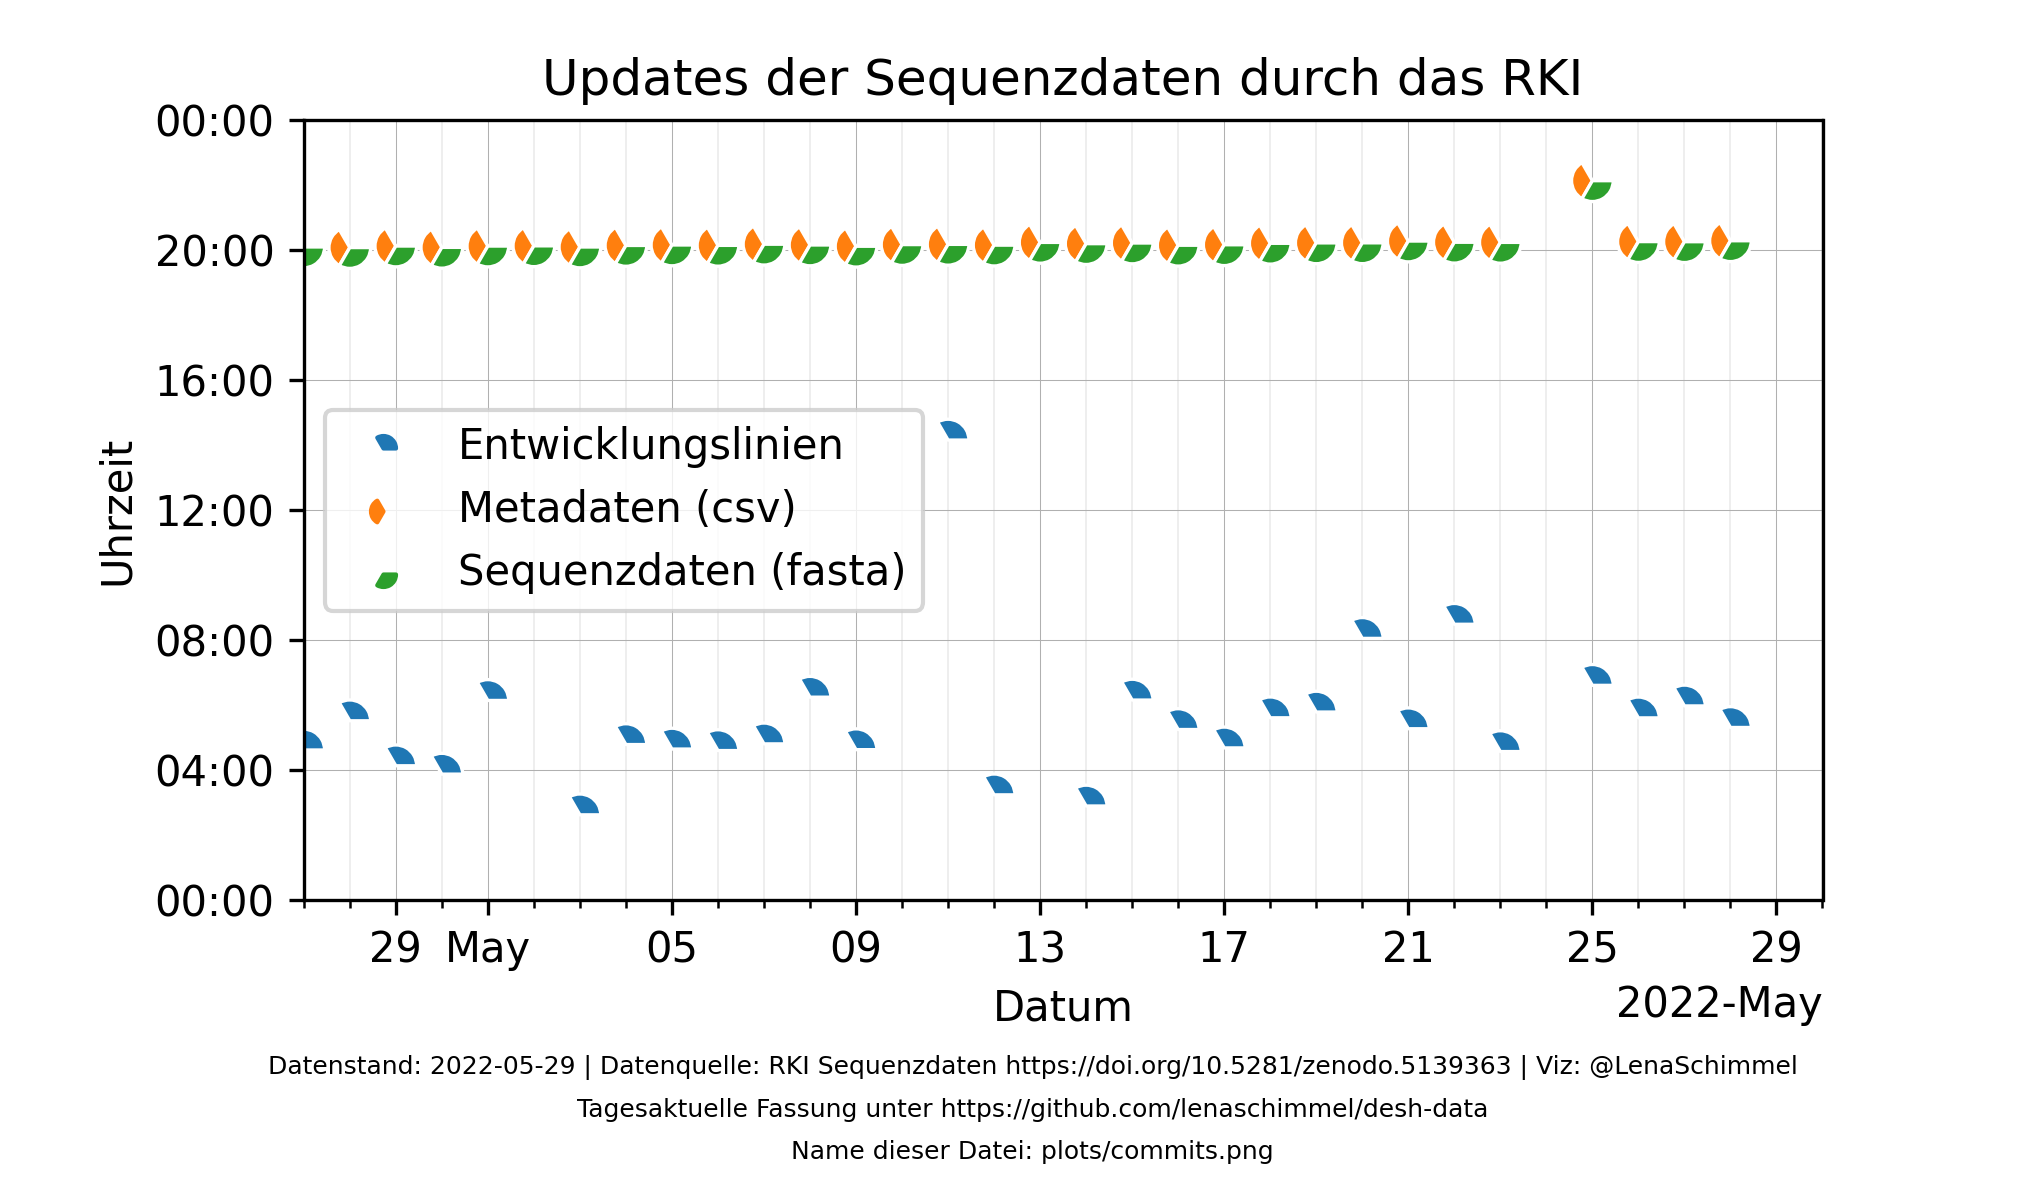 Updates der Sequenzdaten durch das RKI
00:00
20:00
16:00
12:00
08:00
04:00
00:00
Uhrzeit
Entwicklungslinien
Metadaten (csv)
Sequenzdaten (fasta)
29 May 05 09 13 17 21 25 29
Datum
2022-May
Datenstand: 2022-05-29 | Datenquelle: RKI Sequenzdaten https://doi.org/10.5281/zenodo.5139363 | Viz: @LenaSchimmel
Tagesaktuelle Fassung unter https://github.com/lenaschimmel/desh-data
Name dieser Datei: plots/commits.png